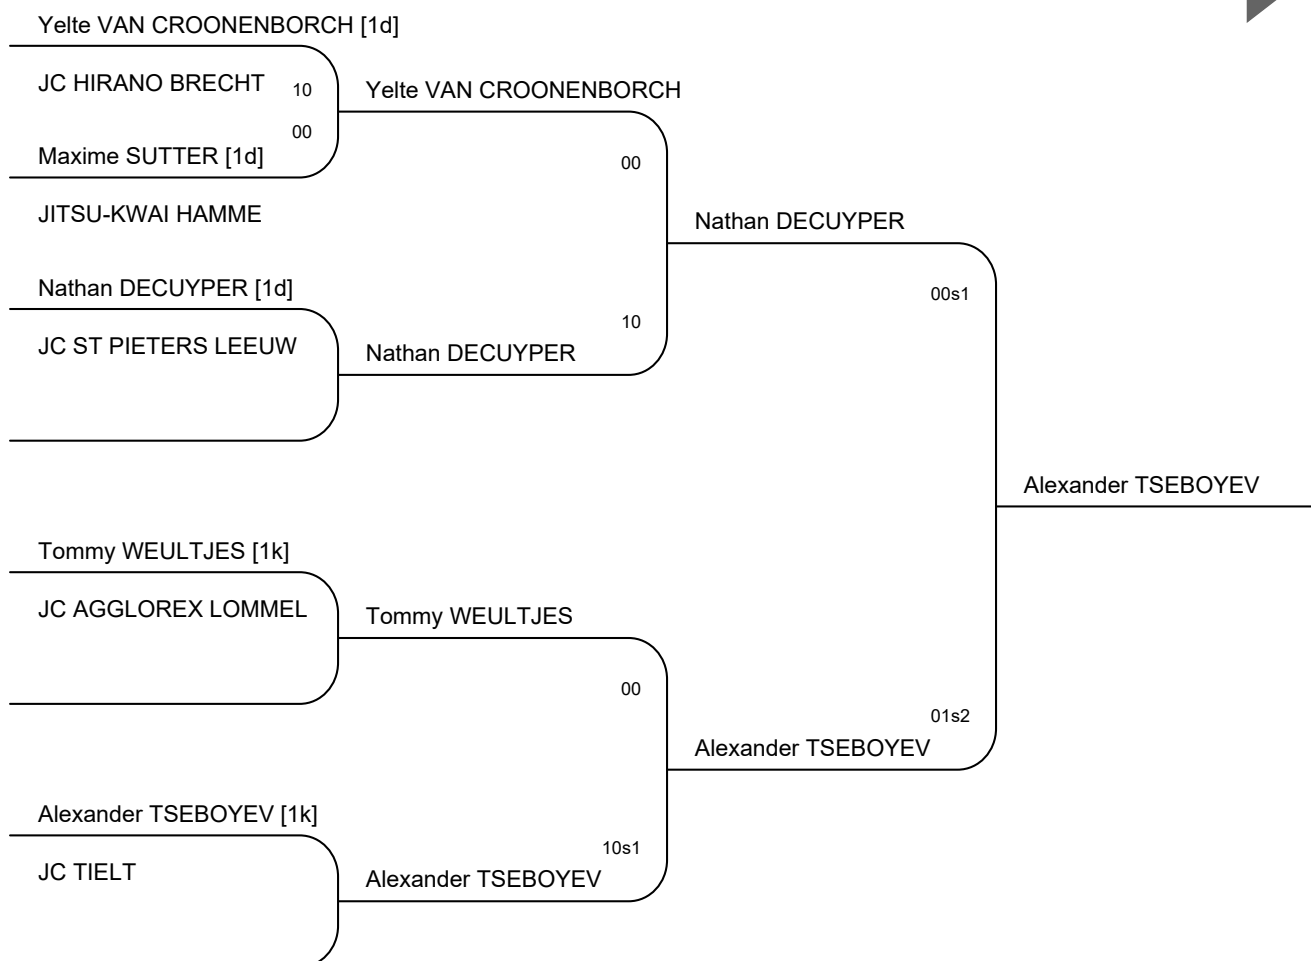 Yelte VAN CROONENBORCH [1d]
JC HIRANO BRECHT
10
Yelte VAN CROONENBORCH
00
Maxime SUTTER [1d]
00
JITSU-KWAI HAMME
Nathan DECUYPER
Nathan DECUYPER [1d]
00s1
10
JC ST PIETERS LEEUW
Nathan DECUYPER
Alexander TSEBOYEV
Tommy WEULTJES [1k]
JC AGGLOREX LOMMEL
Tommy WEULTJES
00
01s2
Alexander TSEBOYEV
Alexander TSEBOYEV [1k]
10s1
JC TIELT
Alexander TSEBOYEV